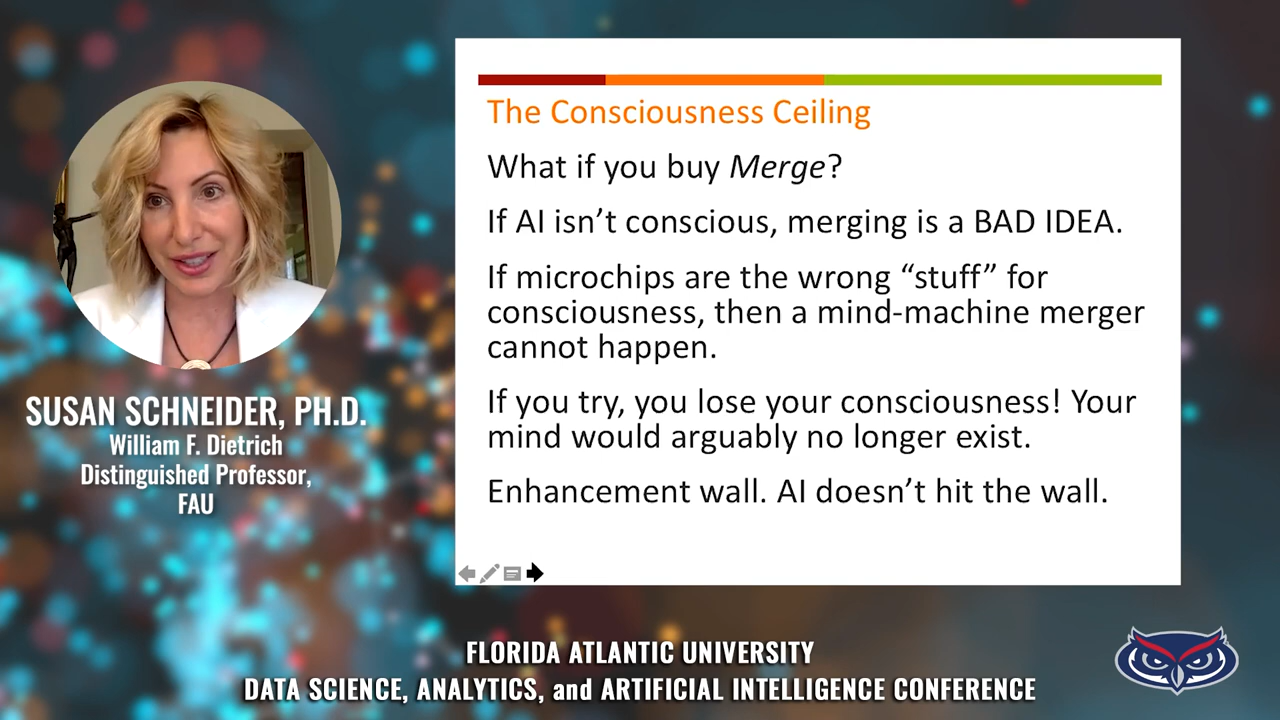 The Consciousness Ceiling
What if you buy Merge?
If AI isn’t conscious, merging is a BAD IDEA.
If microchips are the wrong “stuff” for
consciousness, then a mind-machine merger
cannot happen.
If you try, you lose your consciousness! Your
mind would arguably no longer exist.
Enhancement wall. AI doesn’t hit the wall.
SUSAN SCHNEIDER, PH.D.
William F. Dietrich
Distinguished Professor,
FAU
FLORIDA ATLANTIC UNIVERSITY
DATA SCIENCE, ANALYTICS, and ARTIFICIAL INTELLIGENCE CONFERENCE